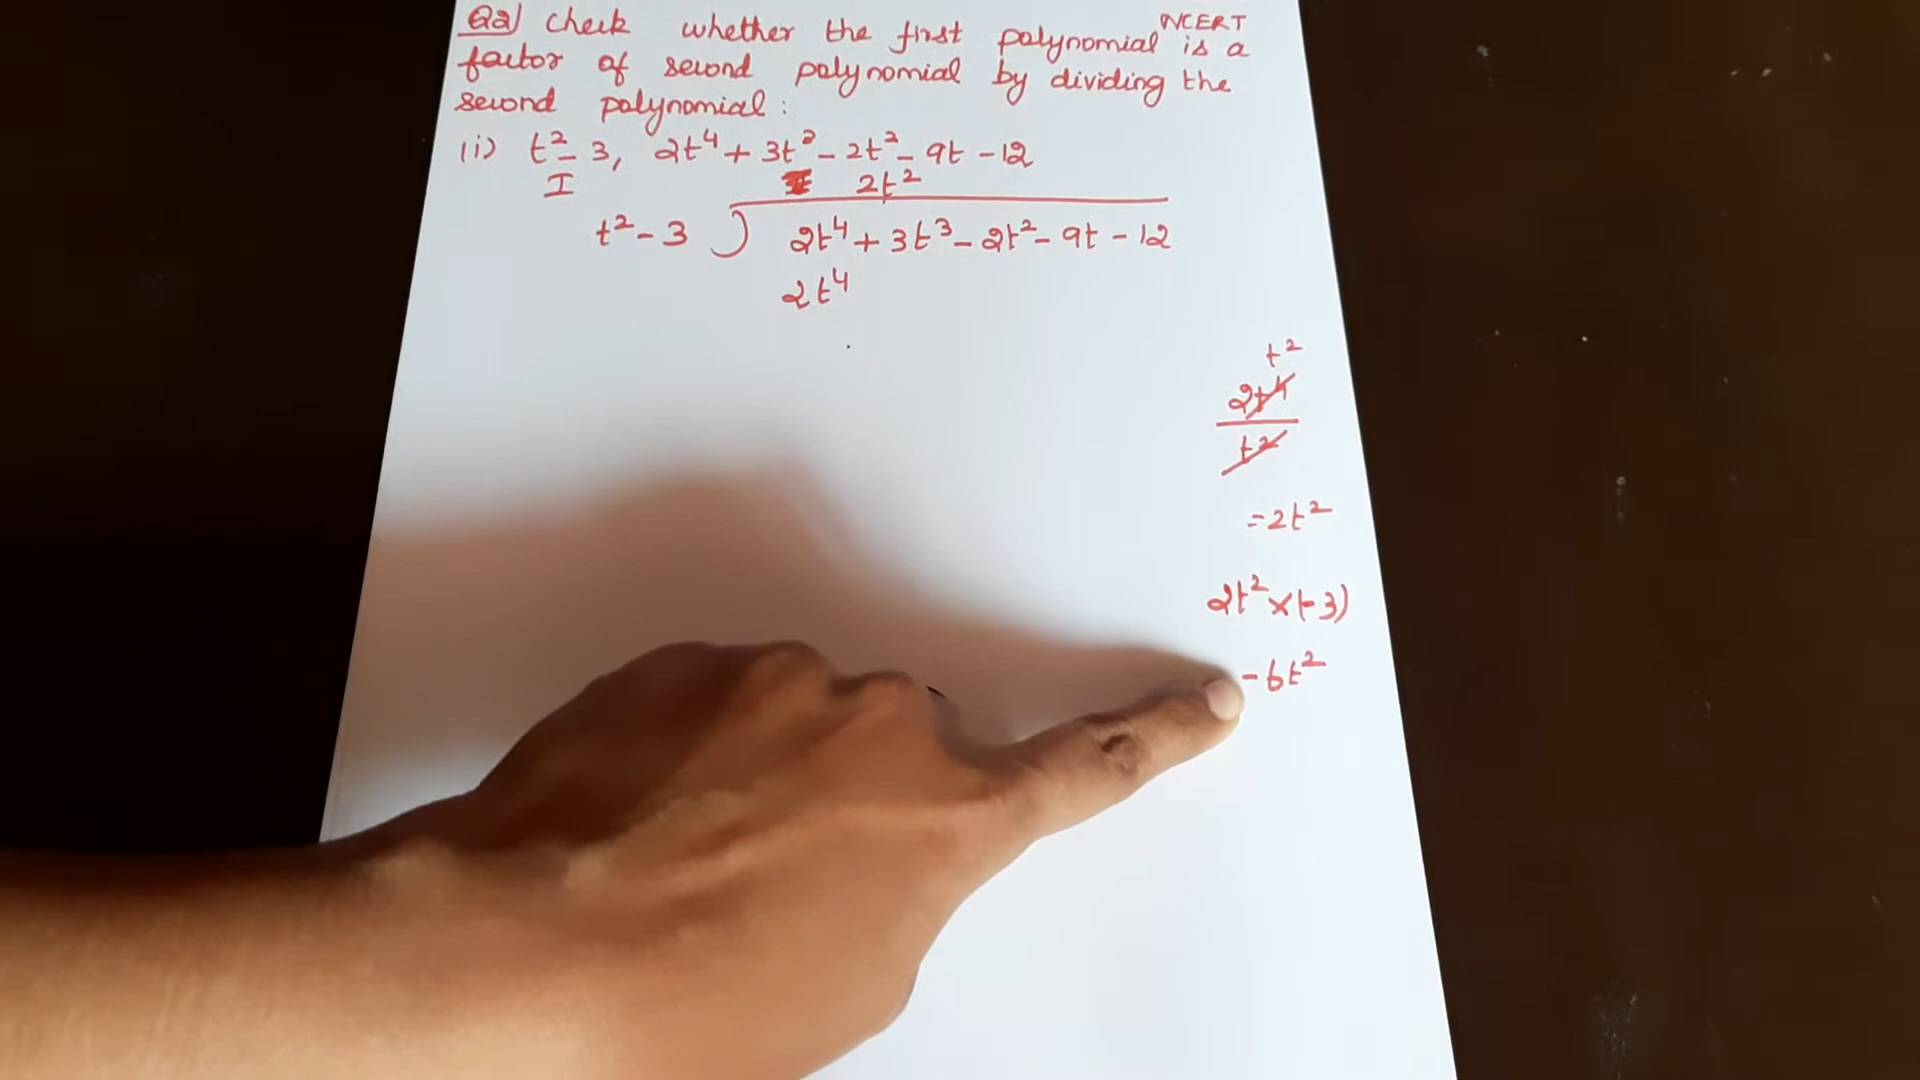 Q2) Check whether the first polynomial NCERT is a
factor of second polynomial by dividing the
second polynomial :
(i) t² - 3, 2t⁴ + 3t³ - 2t² - 9t - 12
I 2t²
t² - 3 ) 2t⁴ + 3t³ - 2t² - 9t - 12
2t⁴
t²
2t⁴
t²
= 2t²
2t² × (-3)
- 6t²